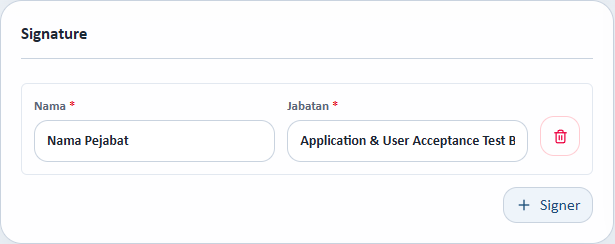 Signature
Nama *
Jabatan *
Nama Pejabat
Application & User Acceptance Test B
+ Signer